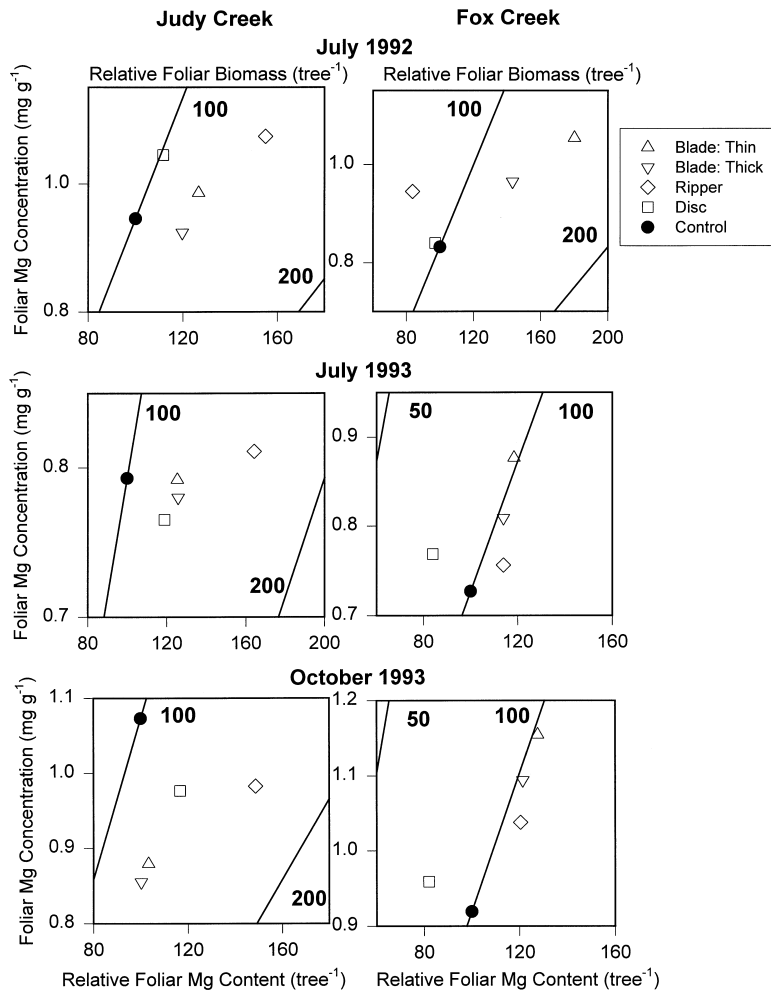 Judy Creek Fox Creek
July 1992
Relative Foliar Biomass (tree⁻¹) Relative Foliar Biomass (tree⁻¹)
Foliar Mg Concentration (mg g⁻¹)
100
200
1.0
0.8
80 120 160
100
200
1.0
0.8
80 120 160 200
Blade: Thin
Blade: Thick
Ripper
Disc
Control
July 1993
Foliar Mg Concentration (mg g⁻¹)
100
200
0.8
0.7
80 120 160 200
50 100
0.9
0.8
0.7
80 120 160
October 1993
Foliar Mg Concentration (mg g⁻¹)
100
200
1.1
1.0
0.9
0.8
80 120 160
50 100
1.2
1.1
1.0
0.9
80 120 160
Relative Foliar Mg Content (tree⁻¹) Relative Foliar Mg Content (tree⁻¹)